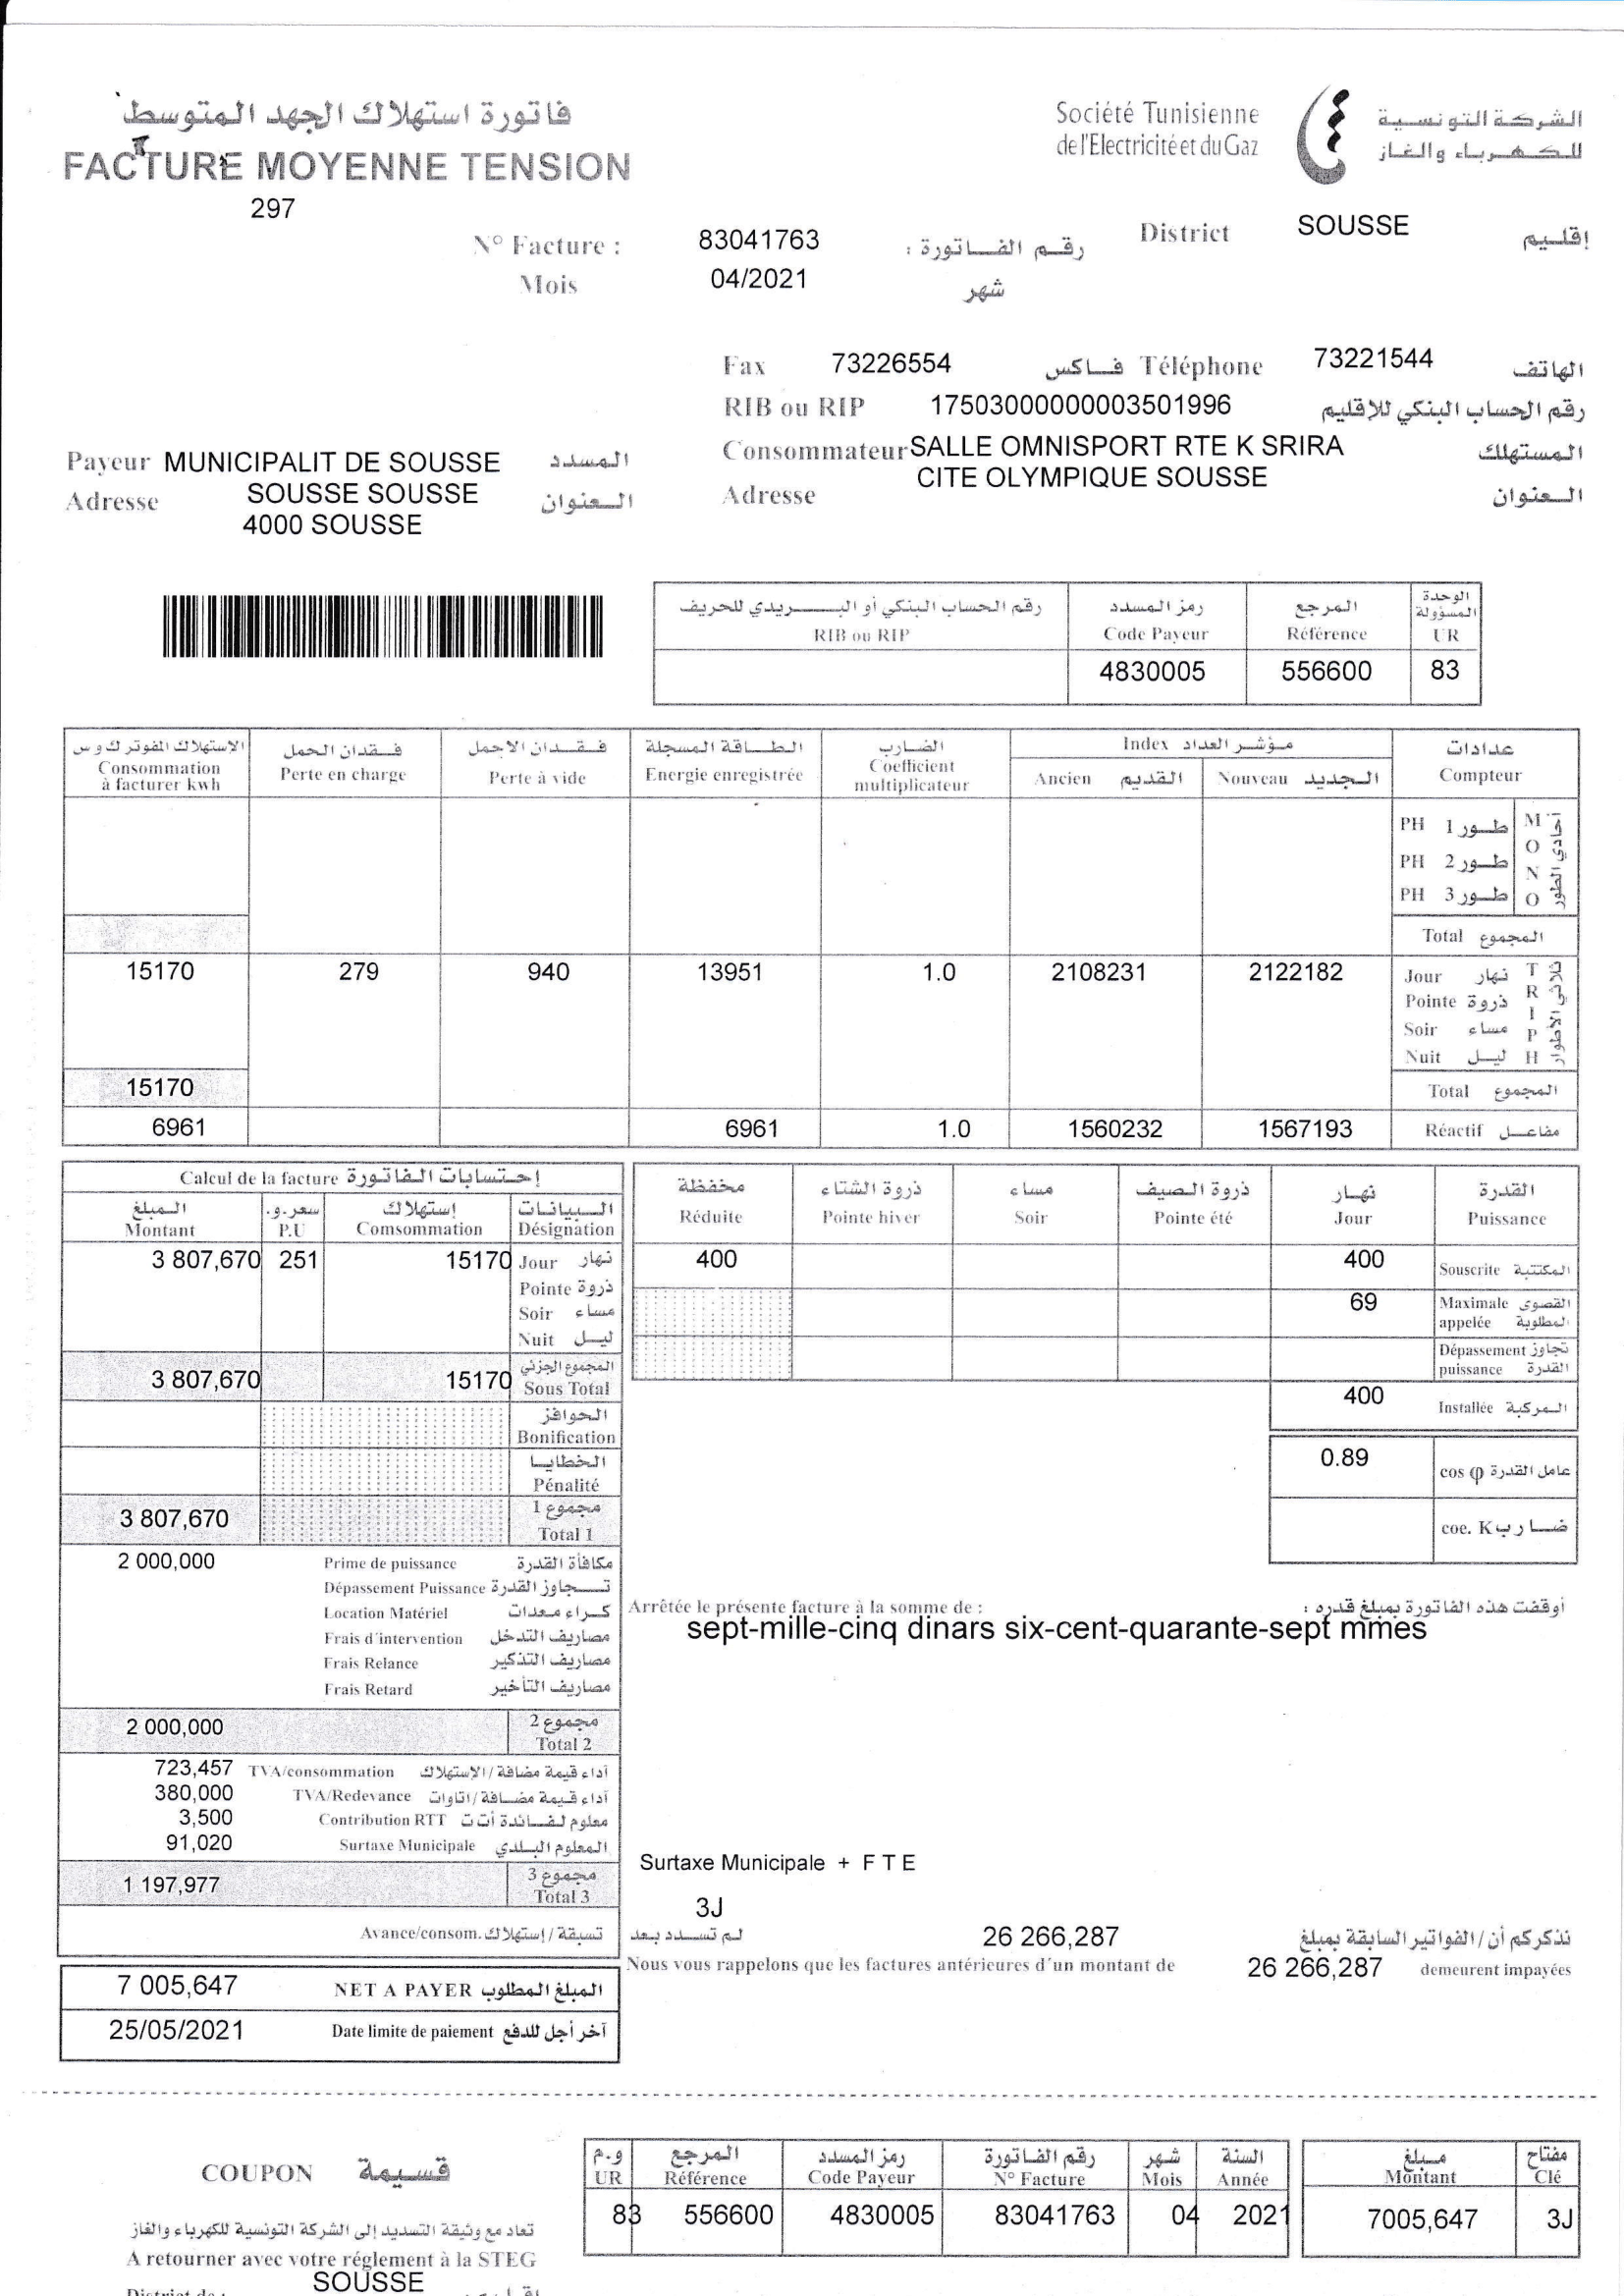 فاتورة استهلاك الجهد المتوسط
FACTURE MOYENNE TENSION
297
Société Tunisienne
de l'Electricité et du Gaz
الشركة التونسية
للكهرباء والغاز
N° Facture : 83041763 رقم الفاتورة :
Mois 04/2021 شهر
District SOUSSE إقليم
Fax 73226554 فاكس Téléphone 73221544 الهاتف
RIB ou RIP 17503000000003501996 رقم الحساب البنكي للإقليم
Payeur MUNICIPALIT DE SOUSSE المسدد
Adresse SOUSSE SOUSSE العنوان
4000 SOUSSE
Consommateur SALLE OMNISPORT RTE K SRIRA المستهلك
Adresse CITE OLYMPIQUE SOUSSE العنوان
رقم الحساب البنكي أو البريدي للحريف رمز المسدد المرجع الوحدة المسؤولة
RIB ou RIP Code Payeur Référence UR
4830005 556600 83
الإستهلاك المفوتر ك و س فقدان الحمل فقدان الاحمل الطاقة المسجلة الضارب مؤشر العداد Index عدادات
Consommation à facturer kwh Perte en charge Perte à vide Energie enregistrée Coefficient multiplicateur Ancien القديم Nouveau الجديد Compteur
PH 1 طور
PH 2 طور
PH 3 طور
MONO أحادي الطور
Total المجموع
15170 279 940 13951 1.0 2108231 2122182 Jour نهار
Pointe ذروة
Soir مساء
Nuit ليل
TRIPH ثلاثي الأطوار
15170 Total المجموع
6961 6961 1.0 1560232 1567193 Réactif مفاعل
Calcul de la facture إحتسابات الفاتورة
المبلغ سعر.و. إستهلاك البيانات
Montant P.U Comsommation Désignation
3 807,670 251 15170 Jour نهار
Pointe ذروة
Soir مساء
Nuit ليل
3 807,670 15170 المجموع الجزئي
Sous Total
الحوافز
Bonification
الخطايا
Pénalité
3 807,670 مجموع 1
Total 1
2 000,000 Prime de puissance مكافأة القدرة
Dépassement Puissance تجاوز القدرة
Location Matériel كراء معدات
Frais d'intervention مصاريف التدخل
Frais Relance مصاريف التذكير
Frais Retard مصاريف التأخير
2 000,000 مجموع 2
Total 2
723,457 TVA/consommation أداء قيمة مضافة/الإستهلاك
380,000 TVA/Redevance أداء قيمة مضافة/اتاوات
3,500 Contribution RTT معلوم لفائدة أ ت ت
91,020 Surtaxe Municipale المعلوم البلدي
1 197,977 مجموع 3
Total 3
Avance/consom. تسبقة / إستهلاك
7 005,647 NET A PAYER المبلغ المطلوب
25/05/2021 Date limite de paiement آخر أجل للدفع
مخفظة ذروة الشتاء مساء ذروة الصيف نهار القدرة
Réduite Pointe hiver Soir Pointe été Jour Puissance
400 400 Souscrite المكتتبة
69 Maximale appelée القصوى المطلوبة
Dépassement puissance تجاوز القدرة
400 Installée المركبة
0.89 cos φ عامل القدرة
coe. K ضارب
Arrêtée le présente facture à la somme de : أوقفت هذه الفاتورة بمبلغ قدره :
sept-mille-cinq dinars six-cent-quarante-sept mmes
Surtaxe Municipale + F T E
3J
نذكركم أن/الفواتير السابقة بمبلغ 26 266,287 لم تسدد بعد
Nous vous rappelons que les factures antérieures d'un montant de 26 266,287 demeurent impayées
COUPON قسيمة
تعاد مع وثيقة التسديد إلى الشركة التونسية للكهرباء والغاز
A retourner avec votre réglement à la STEG
District de : SOUSSE
و.م المرجع رمز المسدد رقم الفاتورة شهر السنة مبلغ مفتاح
UR Référence Code Payeur N° Facture Mois Année Montant Clé
83 556600 4830005 83041763 04 2021 7005,647 3J